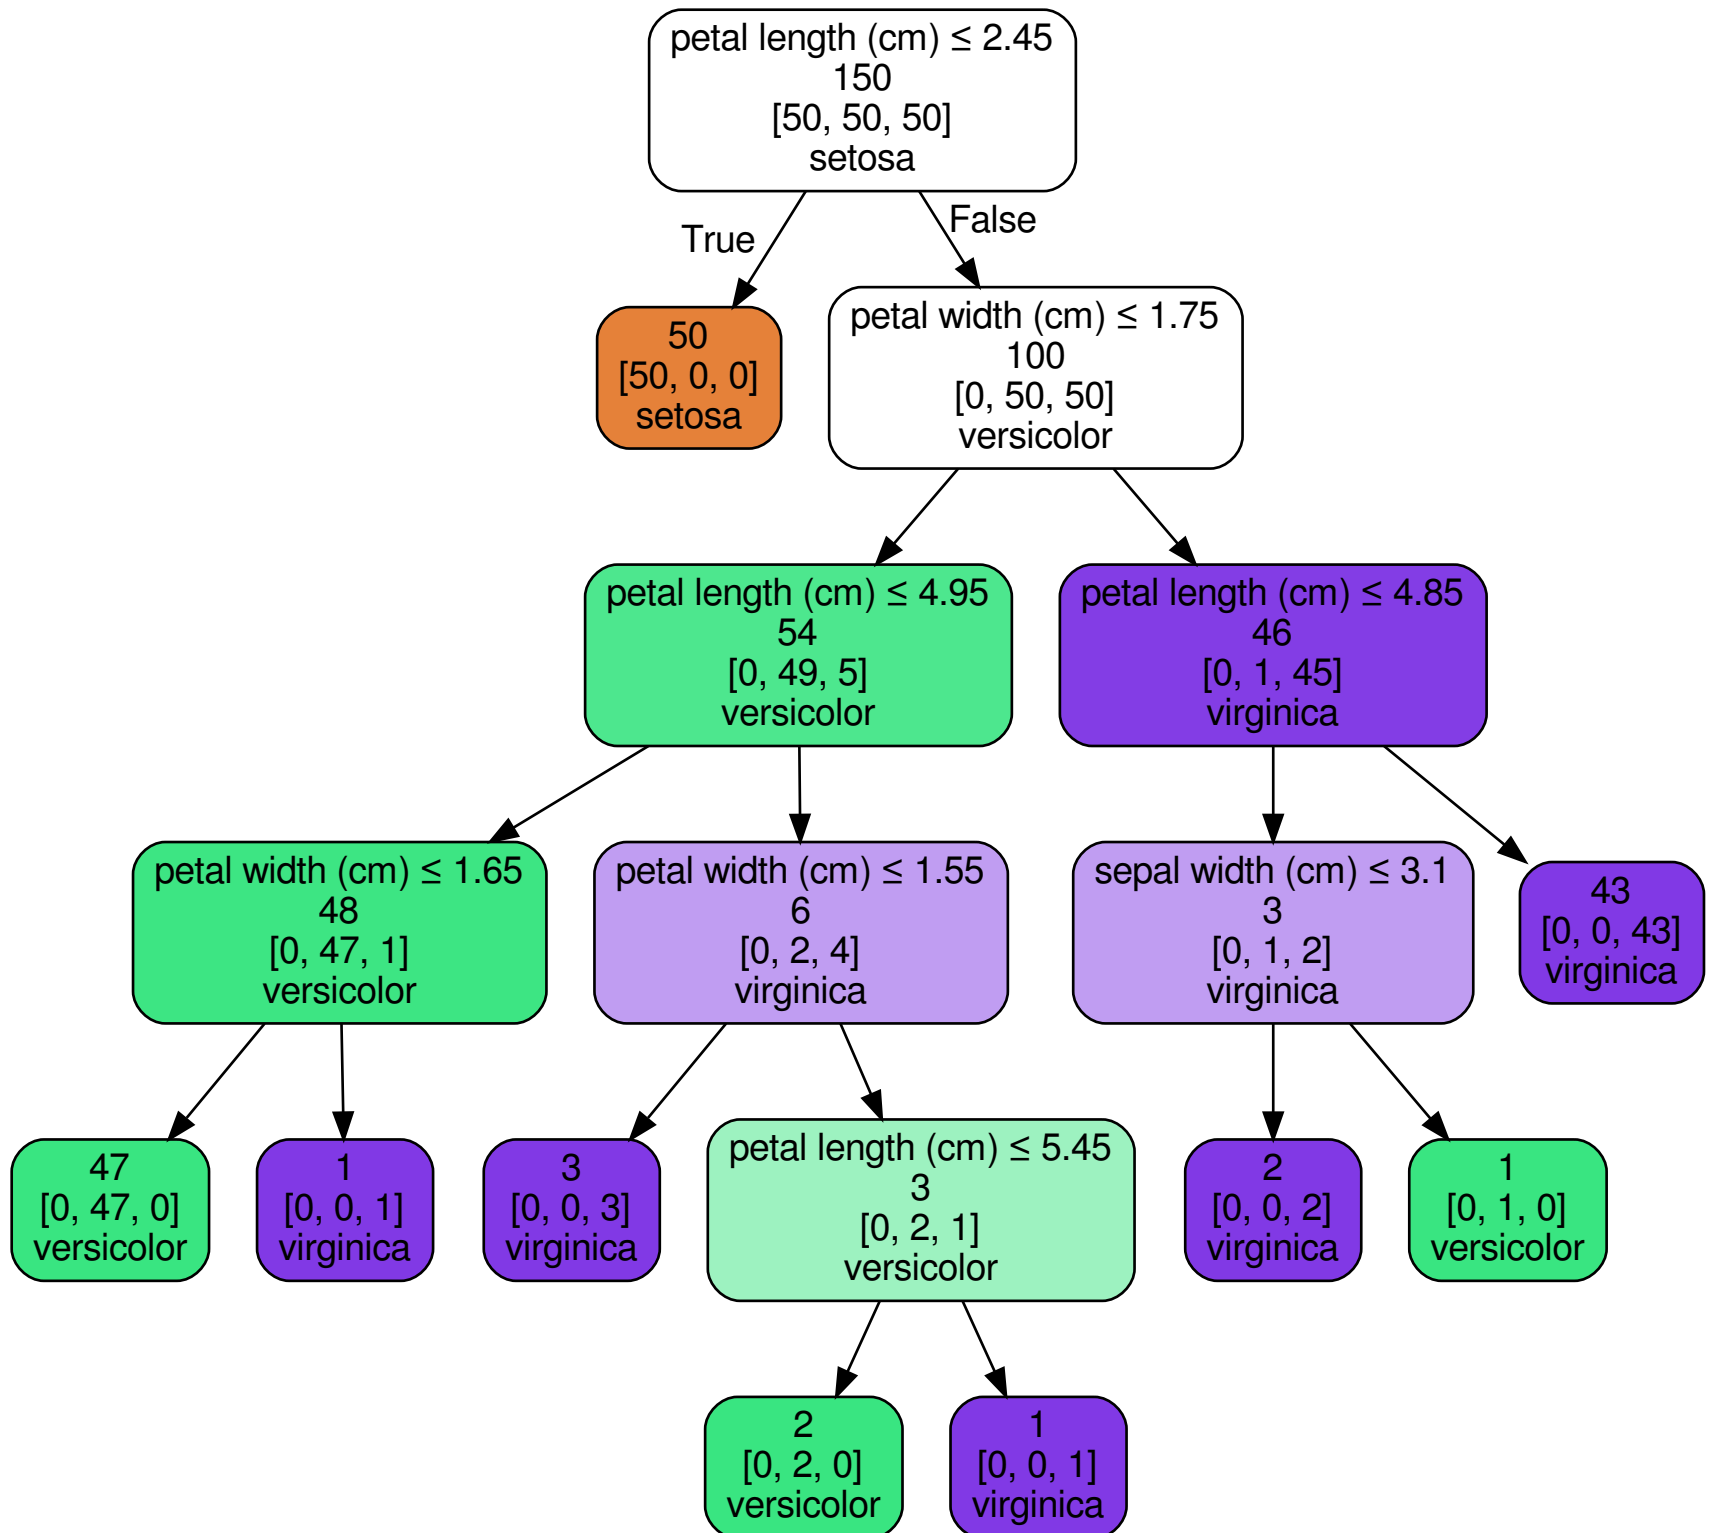 petal length (cm) ≤ 2.45
150
[50, 50, 50]
setosa
True
False
50
[50, 0, 0]
setosa
petal width (cm) ≤ 1.75
100
[0, 50, 50]
versicolor
petal length (cm) ≤ 4.95
54
[0, 49, 5]
versicolor
petal length (cm) ≤ 4.85
46
[0, 1, 45]
virginica
petal width (cm) ≤ 1.65
48
[0, 47, 1]
versicolor
petal width (cm) ≤ 1.55
6
[0, 2, 4]
virginica
sepal width (cm) ≤ 3.1
3
[0, 1, 2]
virginica
43
[0, 0, 43]
virginica
47
[0, 47, 0]
versicolor
1
[0, 0, 1]
virginica
3
[0, 0, 3]
virginica
petal length (cm) ≤ 5.45
3
[0, 2, 1]
versicolor
2
[0, 0, 2]
virginica
1
[0, 1, 0]
versicolor
2
[0, 2, 0]
versicolor
1
[0, 0, 1]
virginica